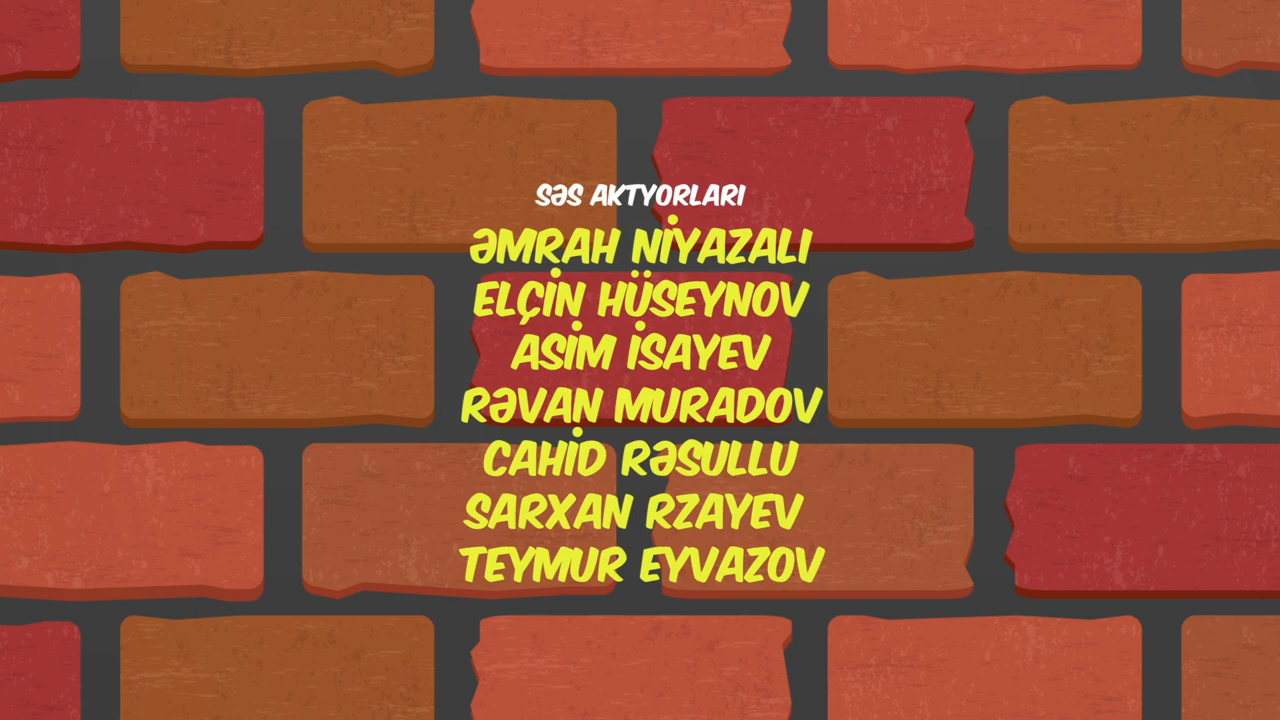 SƏS AKTYORLARI
ƏMRAH NİYAZALI
ELÇİN HÜSEYNOV
ASİM İSAYEV
RƏVAN MURADOV
CAHİD RƏSULLU
SARXAN RZAYEV
TEYMUR EYVAZOV